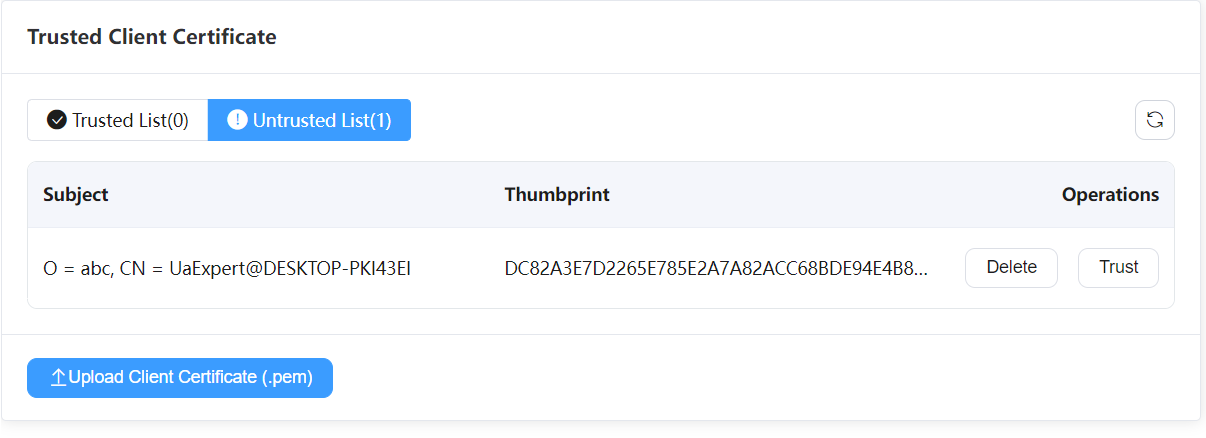 Trusted Client Certificate
Trusted List(0) Untrusted List(1)
Subject Thumbprint Operations
O = abc, CN = UaExpert@DESKTOP-PKI43EI DC82A3E7D2265E785E2A7A82ACC68BDE94E4B8... Delete Trust
Upload Client Certificate (.pem)